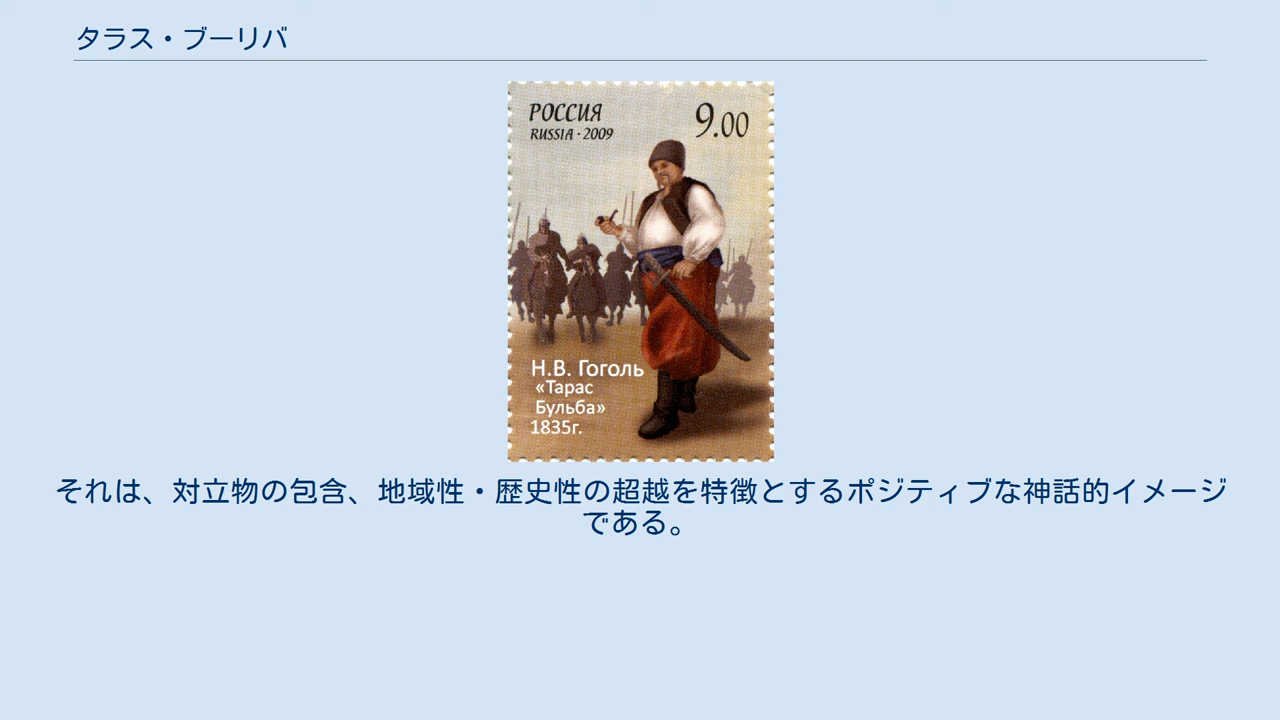 タラス・ブーリバ
РОССИЯ
RUSSIA · 2009
9.00
Н.В. Гоголь
«Тарас
Бульба»
1835г.
それは、対立物の包含、地域性・歴史性の超越を特徴とするポジティブな神話的イメージ
である。